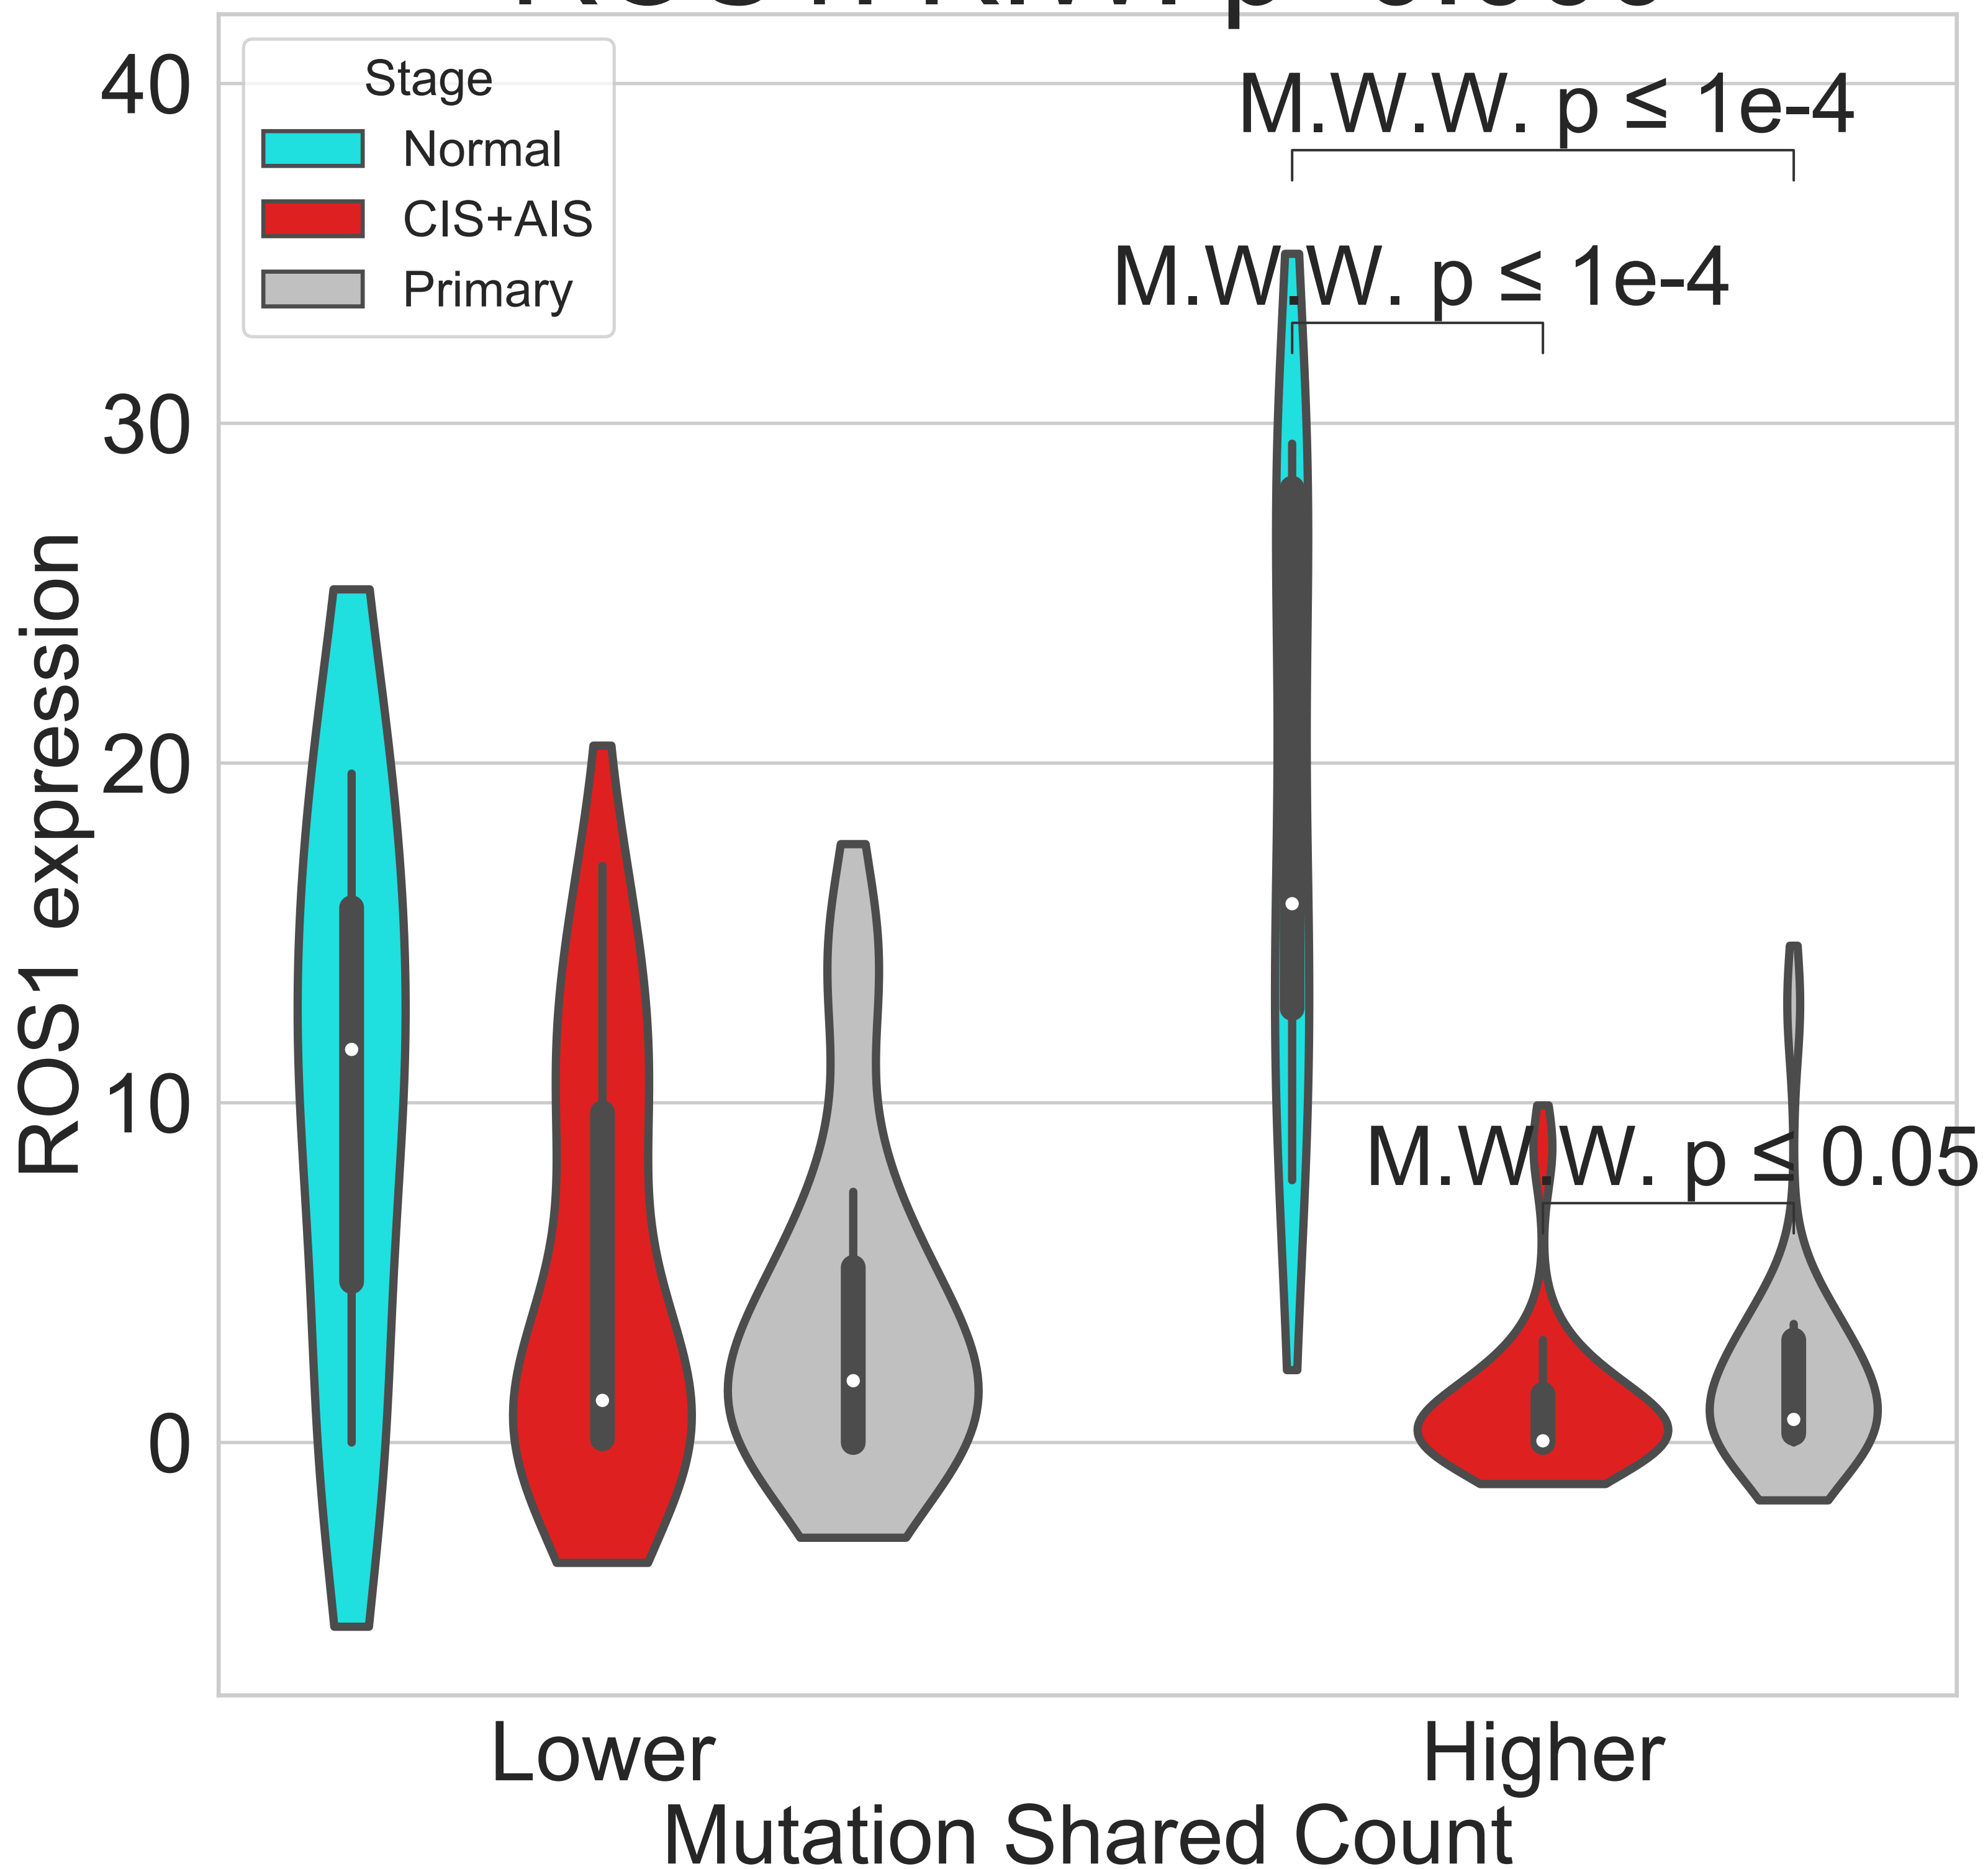 40
Stage
Normal
CIS+AIS
Primary
M.W.W. p ≤ 1e-4
M.W.W. p ≤ 1e-4
30
20
10
0
M.W.W. p ≤ 0.05
ROS1 expression
Lower
Higher
Mutation Shared Count